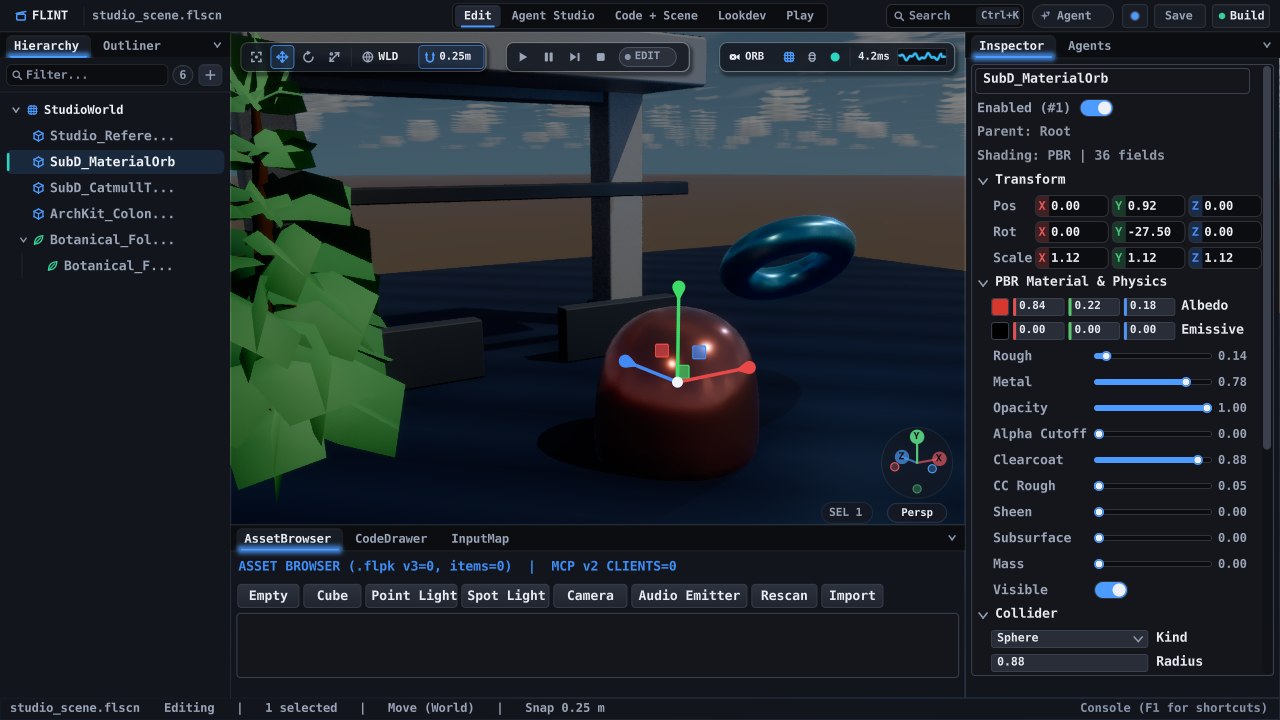 FLINT studio_scene.flscn Edit Agent Studio Code + Scene Lookdev Play Search Ctrl+K Agent Save Build
Hierarchy Outliner
Filter... 6 +
StudioWorld
Studio_Refere...
SubD_MaterialOrb
SubD_CatmullT...
ArchKit_Colon...
Botanical_Fol...
Botanical_F...
WLD 0.25m EDIT ORB 4.2ms
Y
Z X
SEL 1 Persp
AssetBrowser CodeDrawer InputMap
ASSET BROWSER (.flpk v3=0, items=0) | MCP v2 CLIENTS=0
Empty Cube Point Light Spot Light Camera Audio Emitter Rescan Import
Inspector Agents
SubD_MaterialOrb
Enabled (#1)
Parent: Root
Shading: PBR | 36 fields
Transform
Pos X 0.00 Y 0.92 Z 0.00
Rot X 0.00 Y -27.50 Z 0.00
Scale X 1.12 Y 1.12 Z 1.12
PBR Material & Physics
0.84 0.22 0.18 Albedo
0.00 0.00 0.00 Emissive
Rough 0.14
Metal 0.78
Opacity 1.00
Alpha Cutoff 0.00
Clearcoat 0.88
CC Rough 0.05
Sheen 0.00
Subsurface 0.00
Mass 0.00
Visible
Collider
Sphere Kind
0.88 Radius
studio_scene.flscn Editing | 1 selected | Move (World) | Snap 0.25 m Console (F1 for shortcuts)